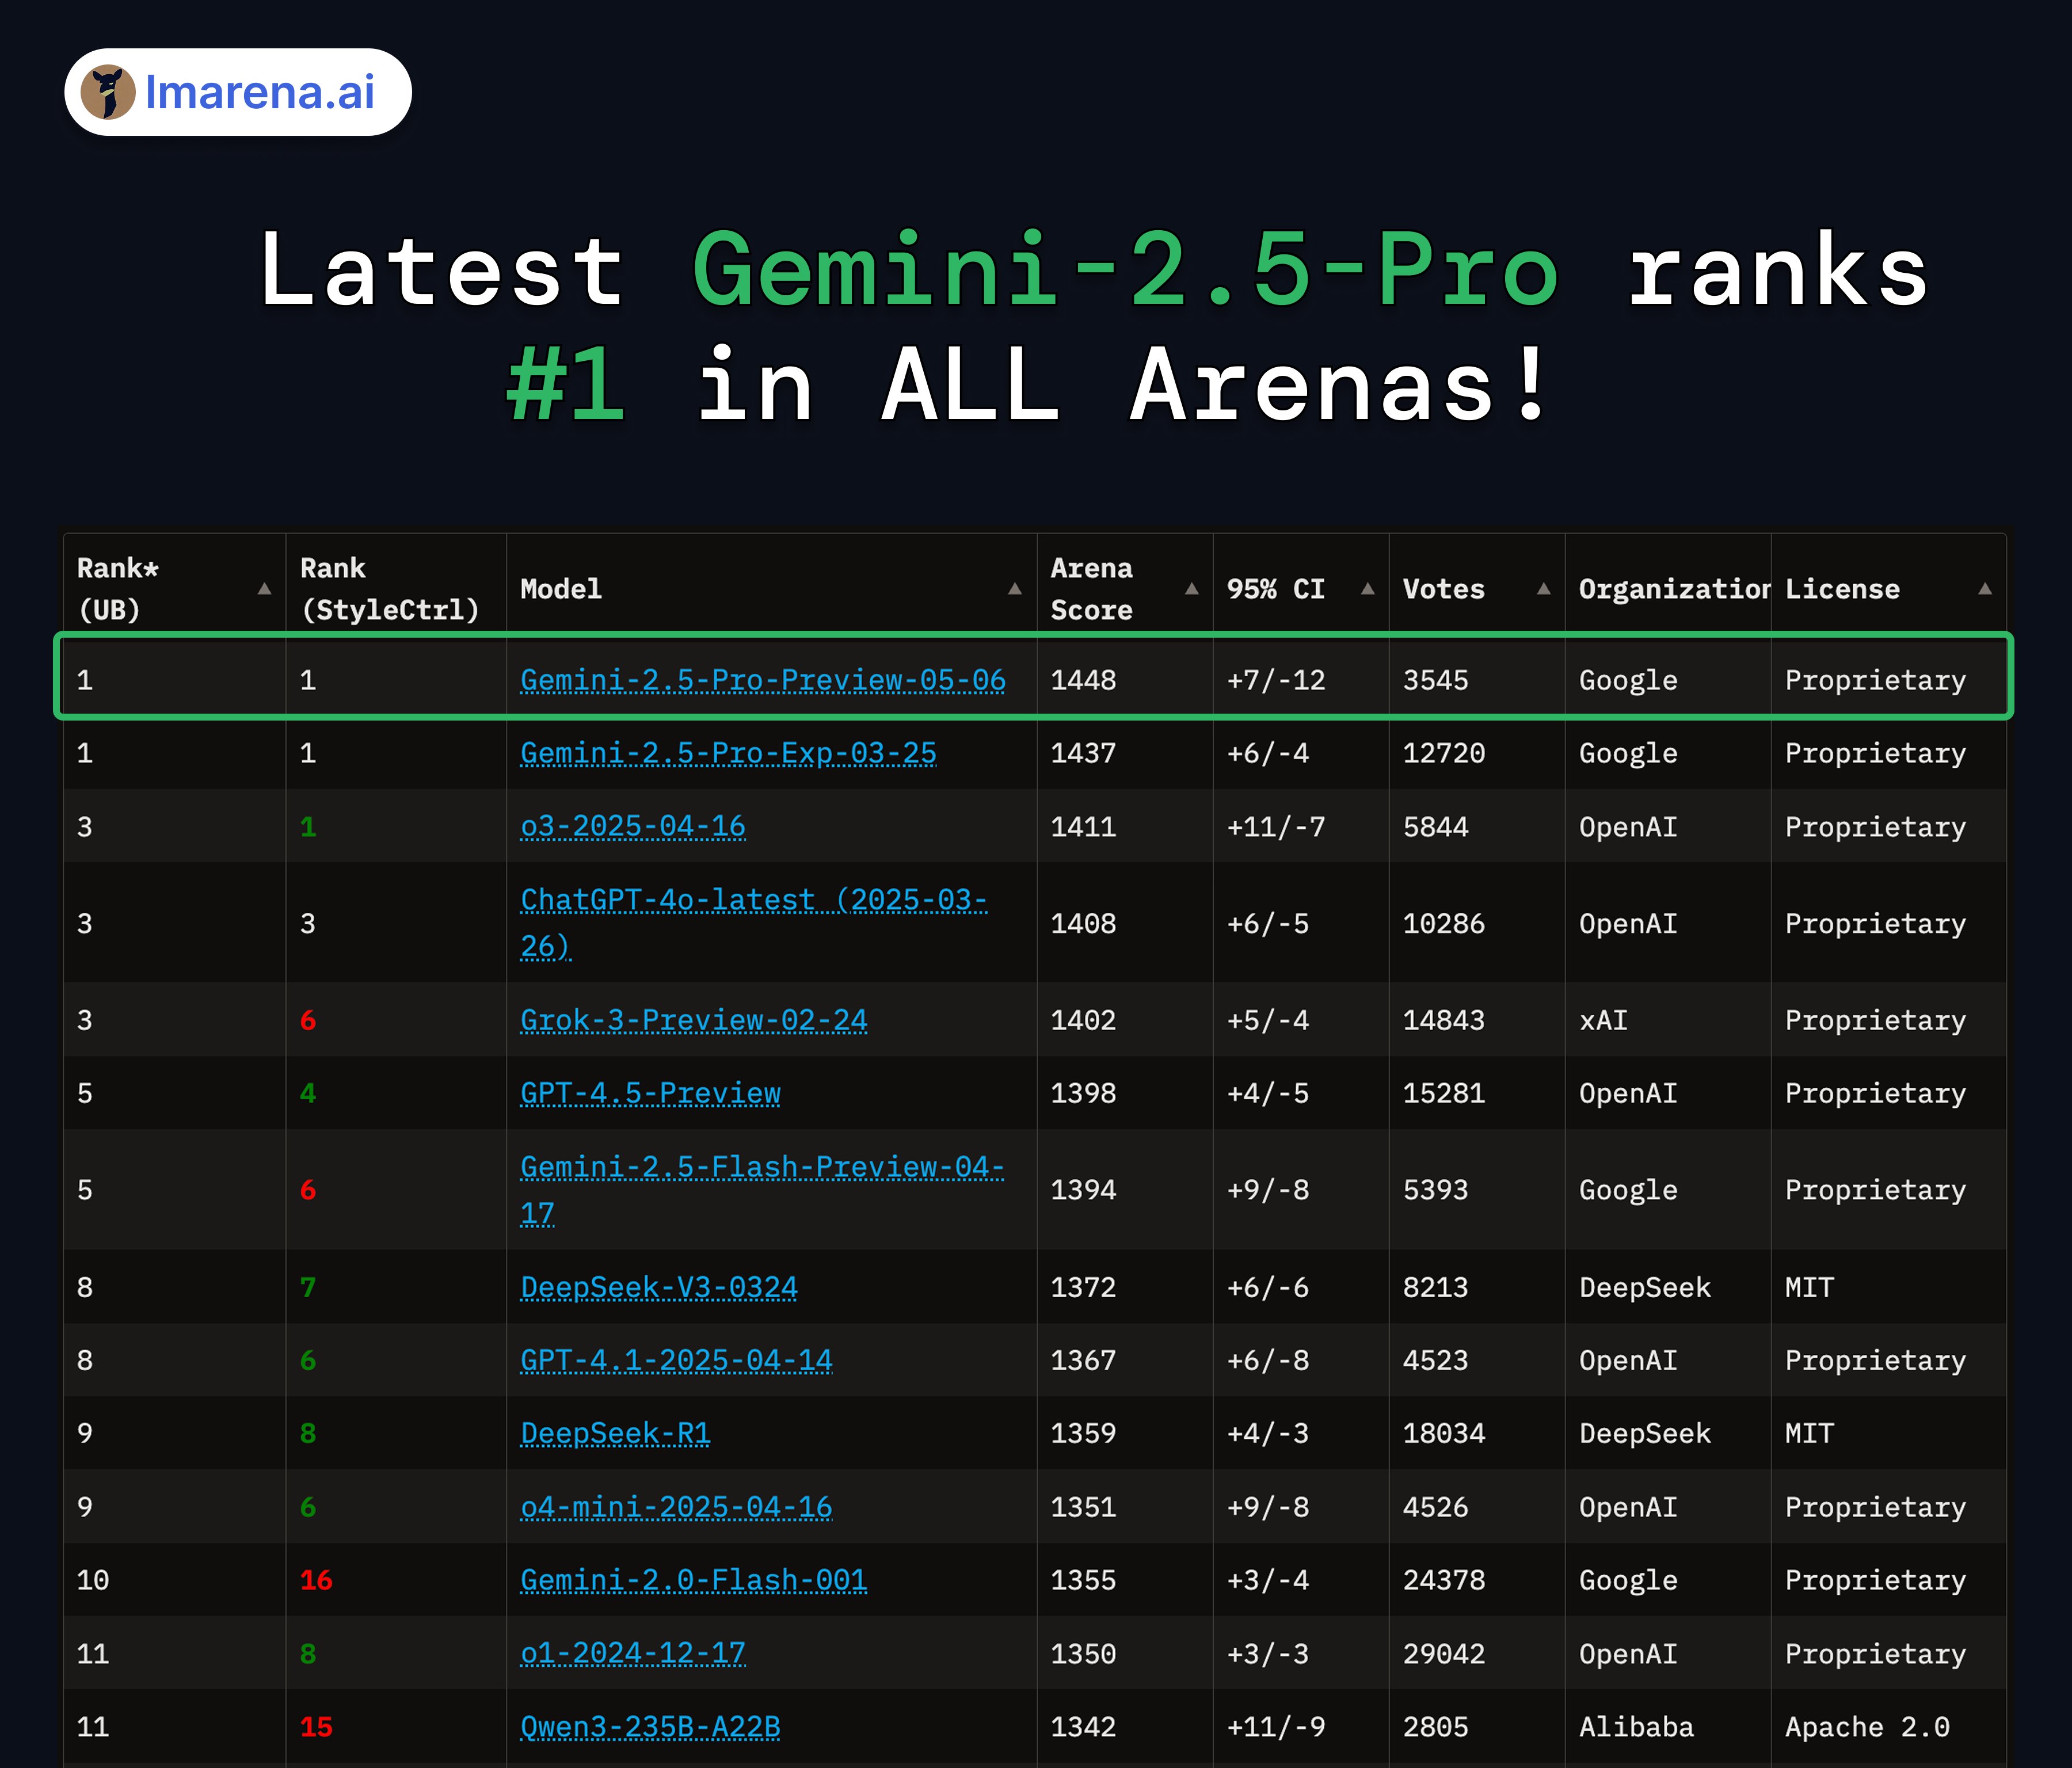 lmarena.ai
Latest Gemini-2.5-Pro ranks
#1 in ALL Arenas!
Rank* (UB) Rank (StyleCtrl) Model Arena Score 95% CI Votes Organization License
1 1 Gemini-2.5-Pro-Preview-05-06 1448 +7/-12 3545 Google Proprietary
1 1 Gemini-2.5-Pro-Exp-03-25 1437 +6/-4 12720 Google Proprietary
3 1 o3-2025-04-16 1411 +11/-7 5844 OpenAI Proprietary
3 3 ChatGPT-4o-latest (2025-03-26) 1408 +6/-5 10286 OpenAI Proprietary
3 6 Grok-3-Preview-02-24 1402 +5/-4 14843 xAI Proprietary
5 4 GPT-4.5-Preview 1398 +4/-5 15281 OpenAI Proprietary
5 6 Gemini-2.5-Flash-Preview-04-17 1394 +9/-8 5393 Google Proprietary
8 7 DeepSeek-V3-0324 1372 +6/-6 8213 DeepSeek MIT
8 6 GPT-4.1-2025-04-14 1367 +6/-8 4523 OpenAI Proprietary
9 8 DeepSeek-R1 1359 +4/-3 18034 DeepSeek MIT
9 6 o4-mini-2025-04-16 1351 +9/-8 4526 OpenAI Proprietary
10 16 Gemini-2.0-Flash-001 1355 +3/-4 24378 Google Proprietary
11 8 o1-2024-12-17 1350 +3/-3 29042 OpenAI Proprietary
11 15 Qwen3-235B-A22B 1342 +11/-9 2805 Alibaba Apache 2.0